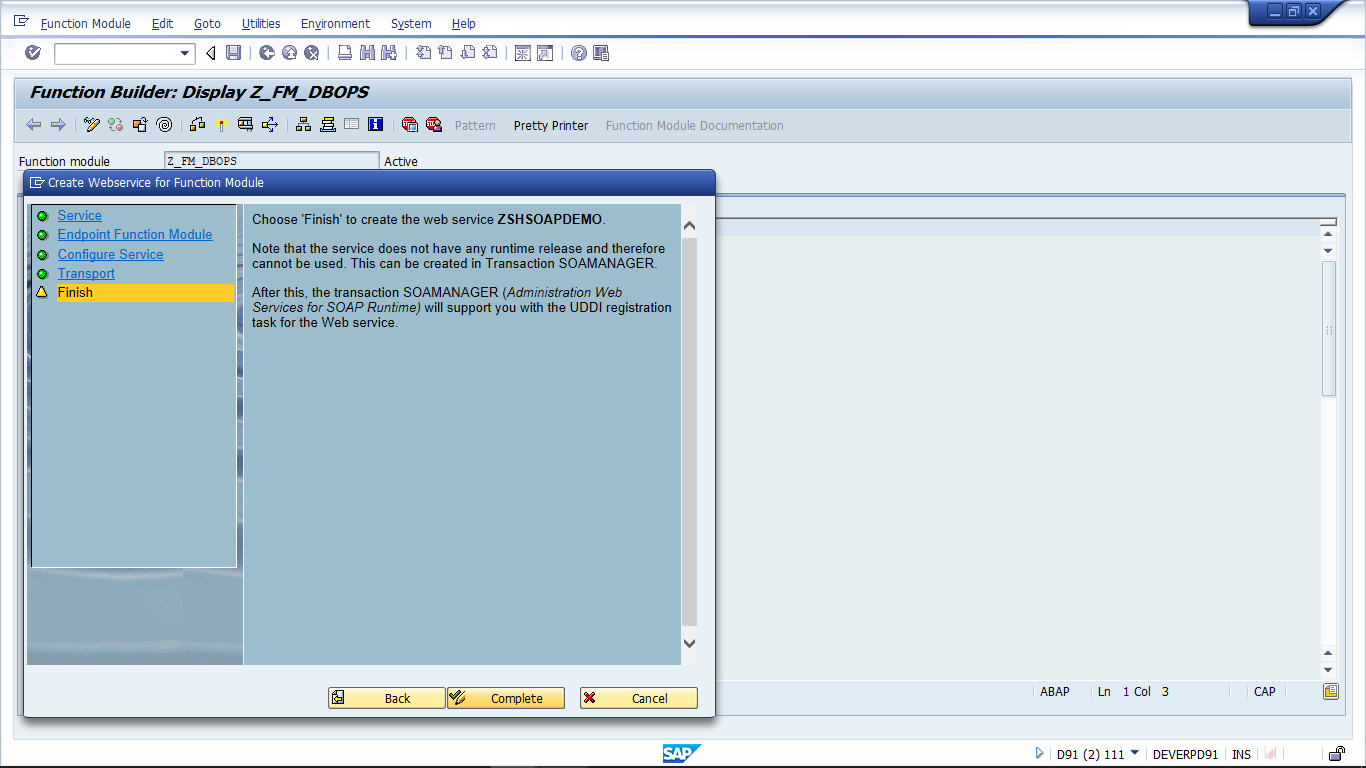 Function Module Edit Goto Utilities Environment System Help
Function Builder: Display Z_FM_DBOPS
Pattern Pretty Printer Function Module Documentation
Function module Z_FM_DBOPS Active
Create Webservice for Function Module
Service
Endpoint Function Module
Configure Service
Transport
Finish
Choose 'Finish' to create the web service ZSHSOAPDEMO.
Note that the service does not have any runtime release and therefore
cannot be used. This can be created in Transaction SOAMANAGER.
After this, the transaction SOAMANAGER (Administration Web
Services for SOAP Runtime) will support you with the UDDI registration
task for the Web service.
Back Complete Cancel
ABAP Ln 1 Col 3 CAP
SAP D91 (2) 111 DEVERPD91 INS